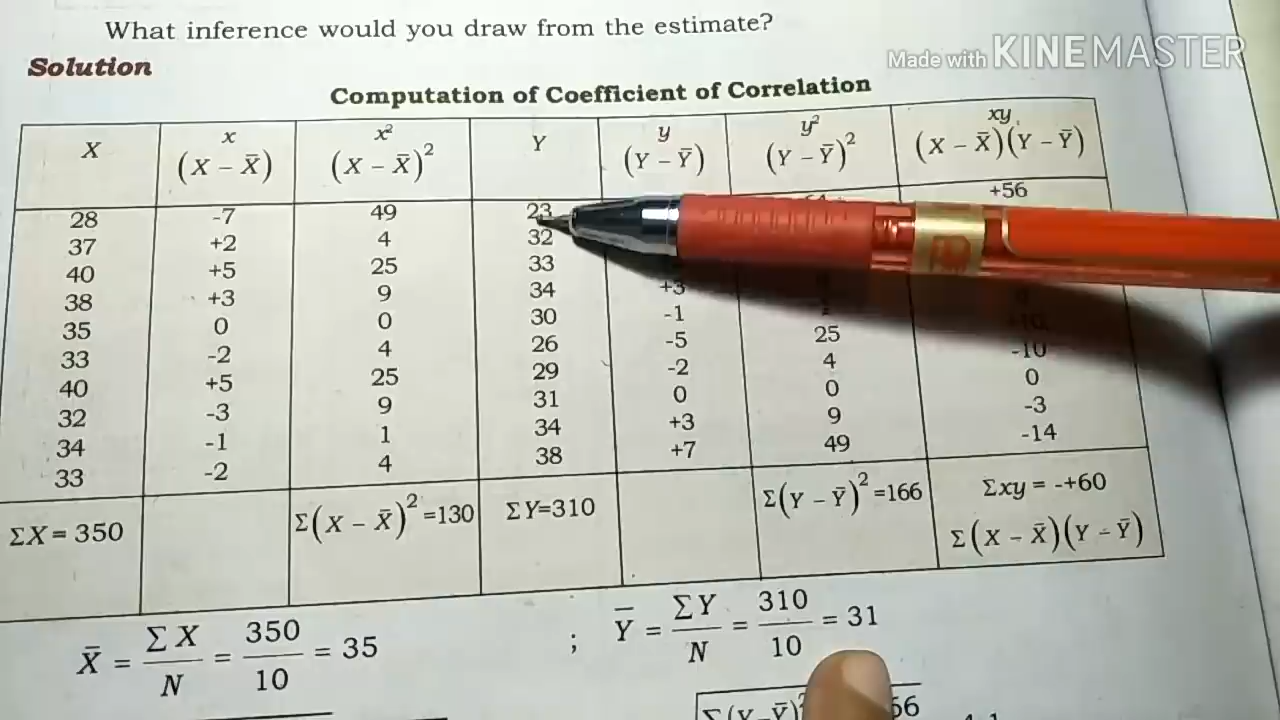 What inference would you draw from the estimate?
Made with KINEMASTER
Solution
Computation of Coefficient of Correlation
X x x² Y y y² xy
(X – X̄) (X – X̄)² (Y – Ȳ) (Y – Ȳ)² (X – X̄)(Y – Ȳ)
+56
28 -7 49 23
37 +2 4 32
40 +5 25 33
38 +3 9 34 +3
35 0 0 30 -1
33 -2 4 26 -5 25 -10
40 +5 25 29 -2 4
32 -3 9 31 0 0 0
34 -1 1 34 +3 9 -3
33 -2 4 38 +7 49 -14
ΣX = 350 Σ(X – X̄)² =130 ΣY=310 Σ(Y – Ȳ)² =166 Σxy = -+60
Σ(X – X̄)(Y – Ȳ)
X̄ = ΣX/N = 350/10 = 35 ; Ȳ = ΣY/N = 310/10 = 31